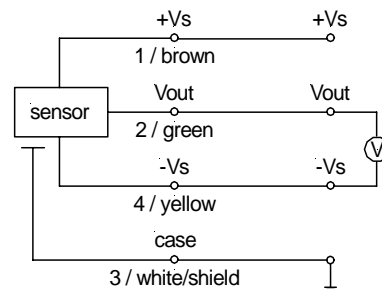 +Vs +Vs
1 / brown
sensor
Vout Vout
2 / green
V
-Vs -Vs
4 / yellow
case
3 / white/shield